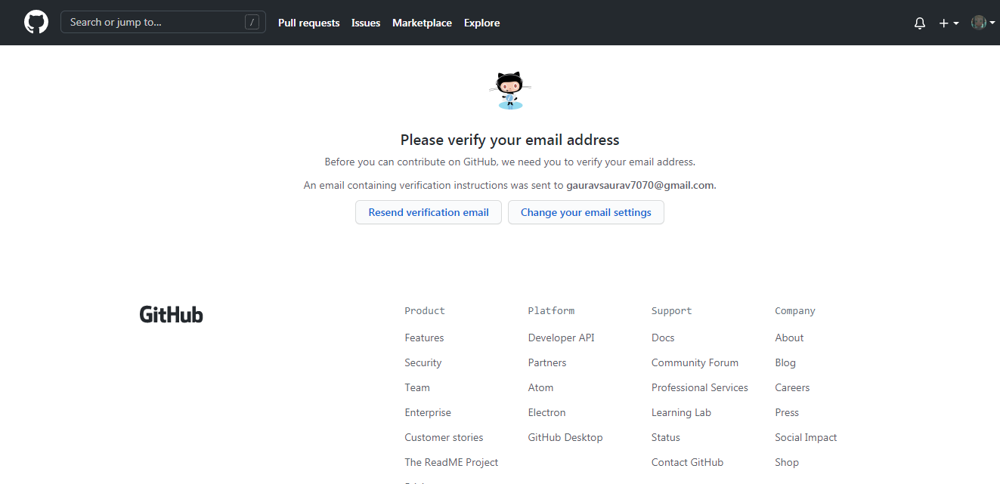 Search or jump to... /
Pull requests Issues Marketplace Explore
Please verify your email address
Before you can contribute on GitHub, we need you to verify your email address.
An email containing verification instructions was sent to gauravsaurav7070@gmail.com.
Resend verification email Change your email settings
GitHub
Product Platform Support Company
Features Developer API Docs About
Security Partners Community Forum Blog
Team Atom Professional Services Careers
Enterprise Electron Learning Lab Press
Customer stories GitHub Desktop Status Social Impact
The ReadME Project Contact GitHub Shop